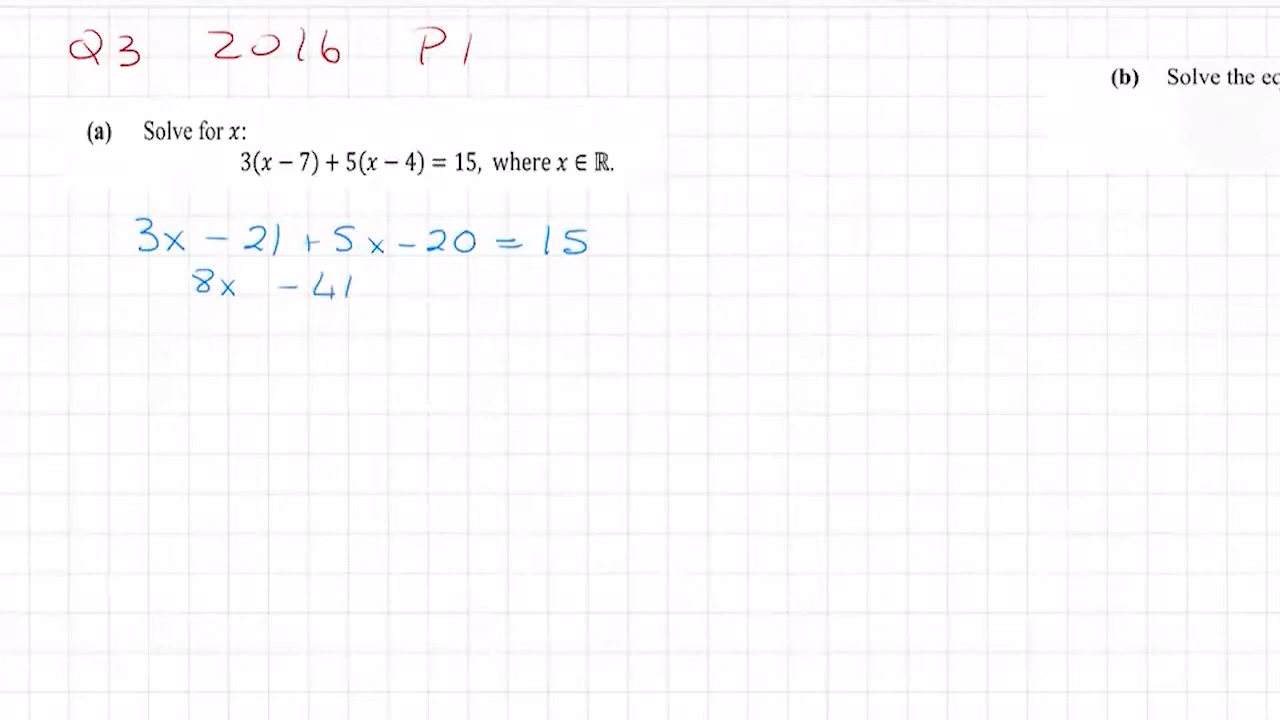 Q3 2016 P1
(b) Solve the eq
(a) Solve for x:
3(x − 7) + 5(x − 4) = 15, where x ∈ ℝ.
3x − 21 + 5x − 20 = 15
8x − 41